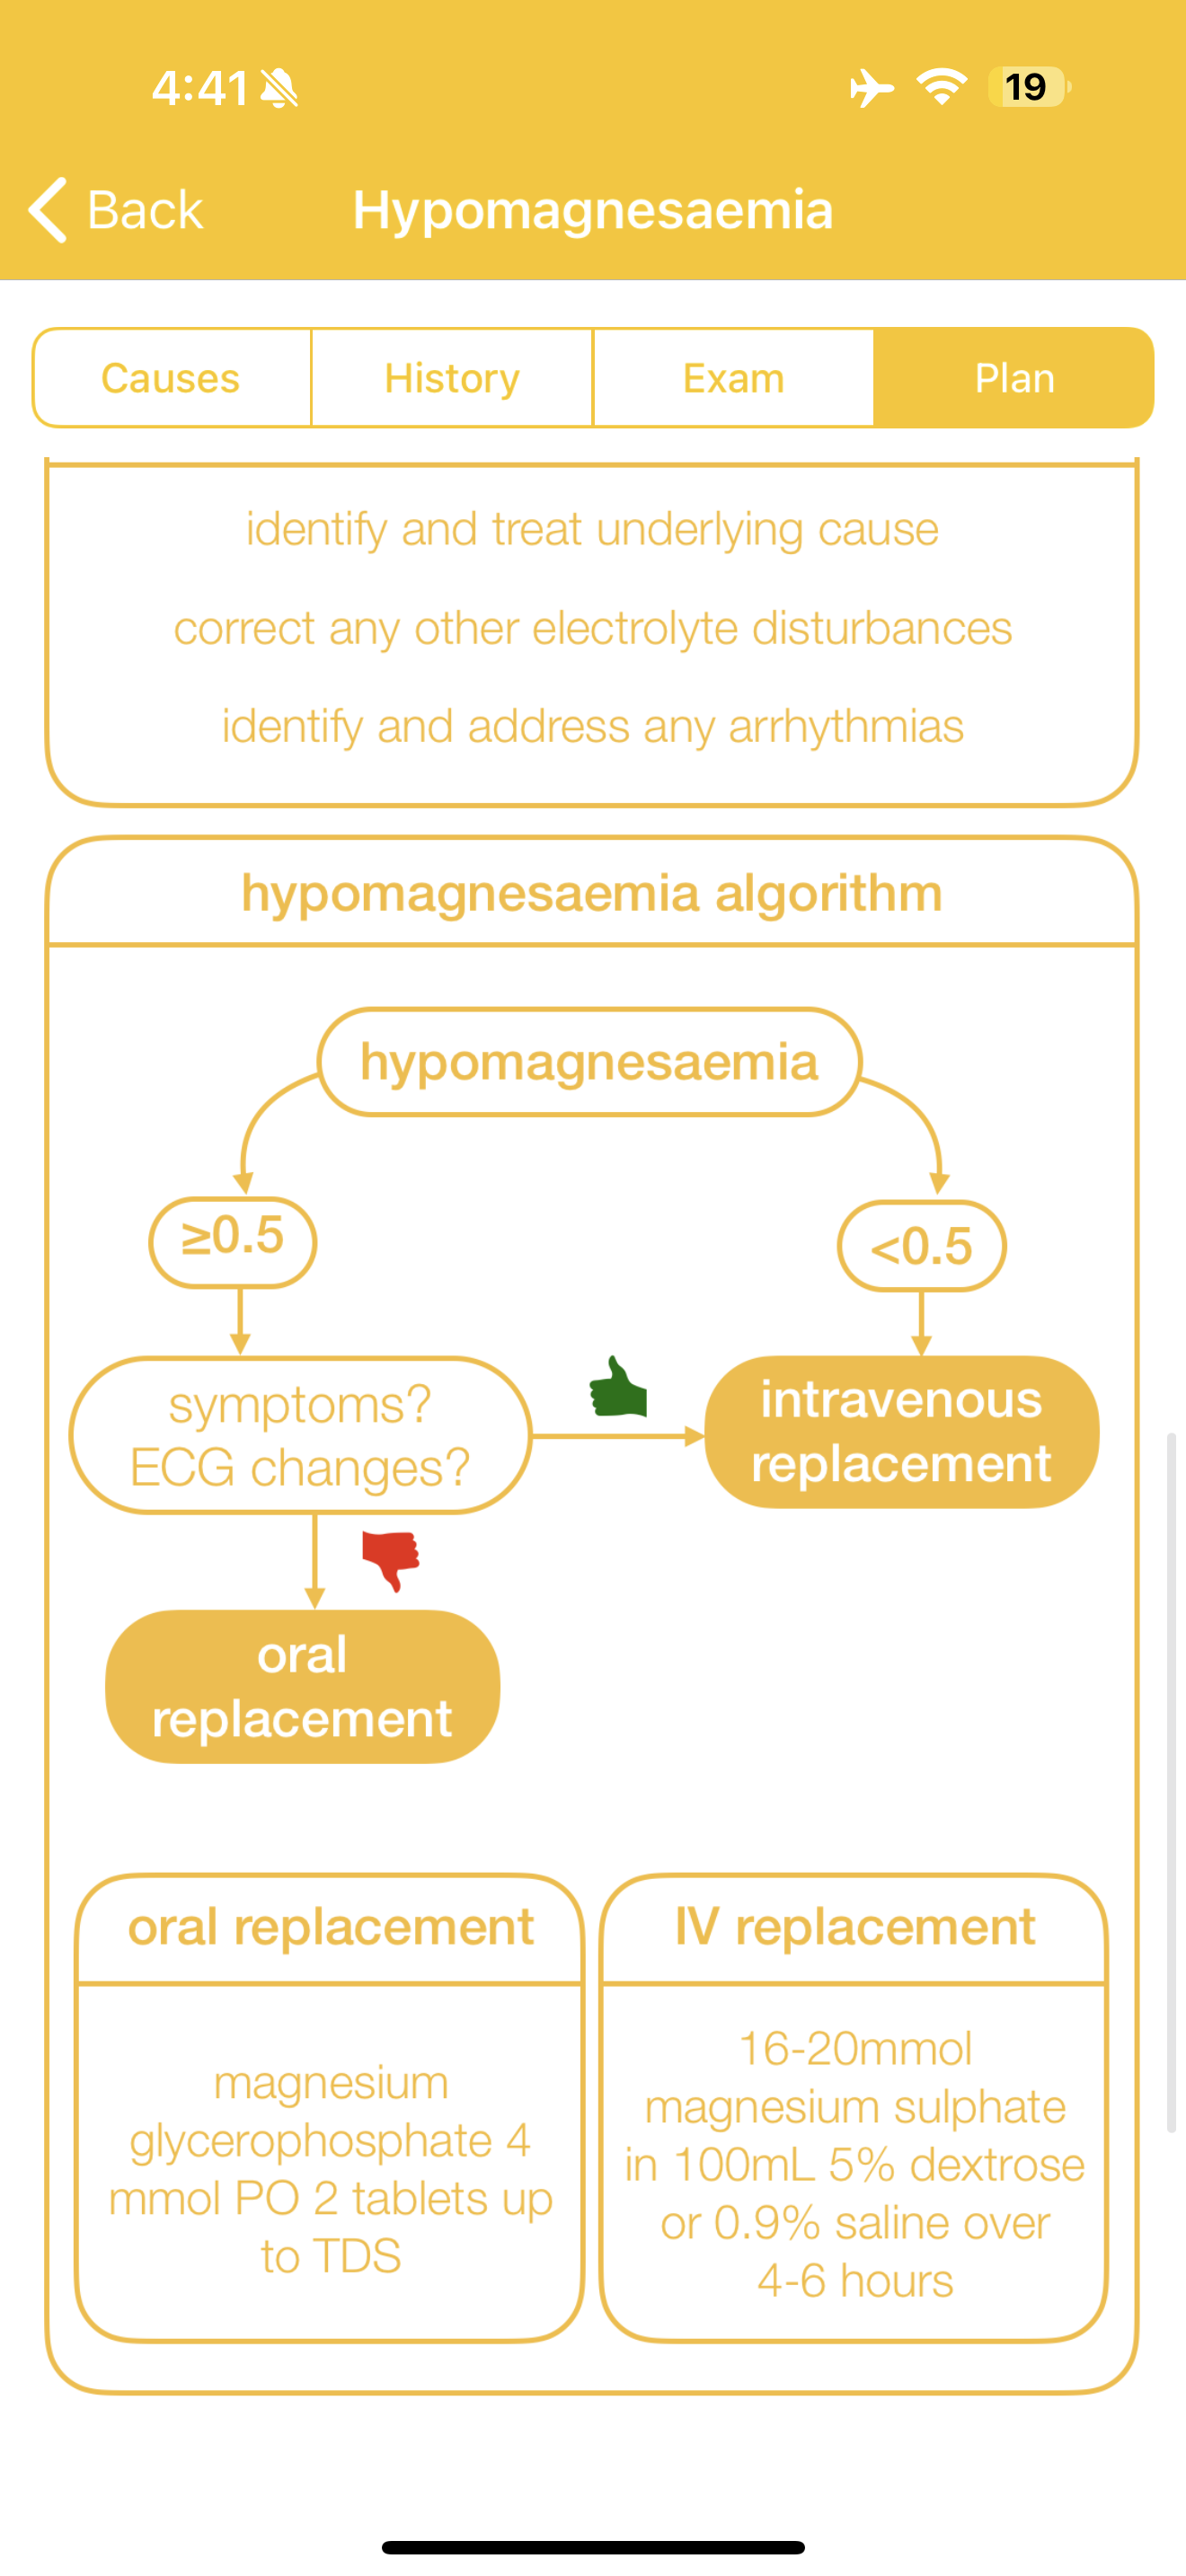 4:41
19
Back
Hypomagnesaemia
Causes
History
Exam
Plan
identify and treat underlying cause
correct any other electrolyte disturbances
identify and address any arrhythmias
hypomagnesaemia algorithm
hypomagnesaemia
≥0.5
<0.5
symptoms?
ECG changes?
intravenous
replacement
oral
replacement
oral replacement
magnesium
glycerophosphate 4
mmol PO 2 tablets up
to TDS
IV replacement
16-20mmol
magnesium sulphate
in 100mL 5% dextrose
or 0.9% saline over
4-6 hours